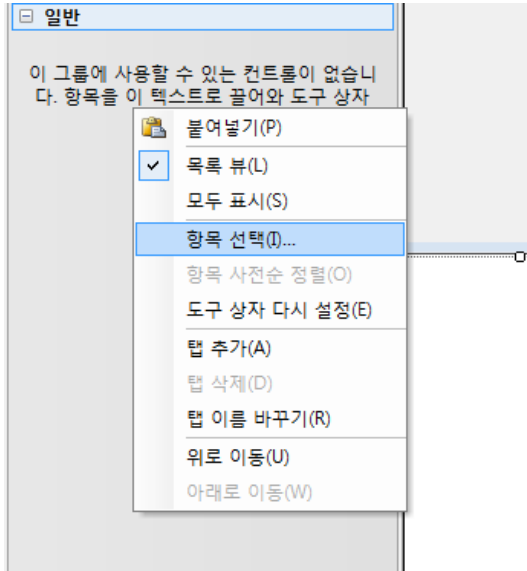 일반
이 그룹에 사용할 수 있는 컨트롤이 없습니
다. 항목을 이 텍스트로 끌어와 도구 상자
붙여넣기(P)
목록 뷰(L)
모두 표시(S)
항목 선택(I)...
항목 사전순 정렬(O)
도구 상자 다시 설정(E)
탭 추가(A)
탭 삭제(D)
탭 이름 바꾸기(R)
위로 이동(U)
아래로 이동(W)